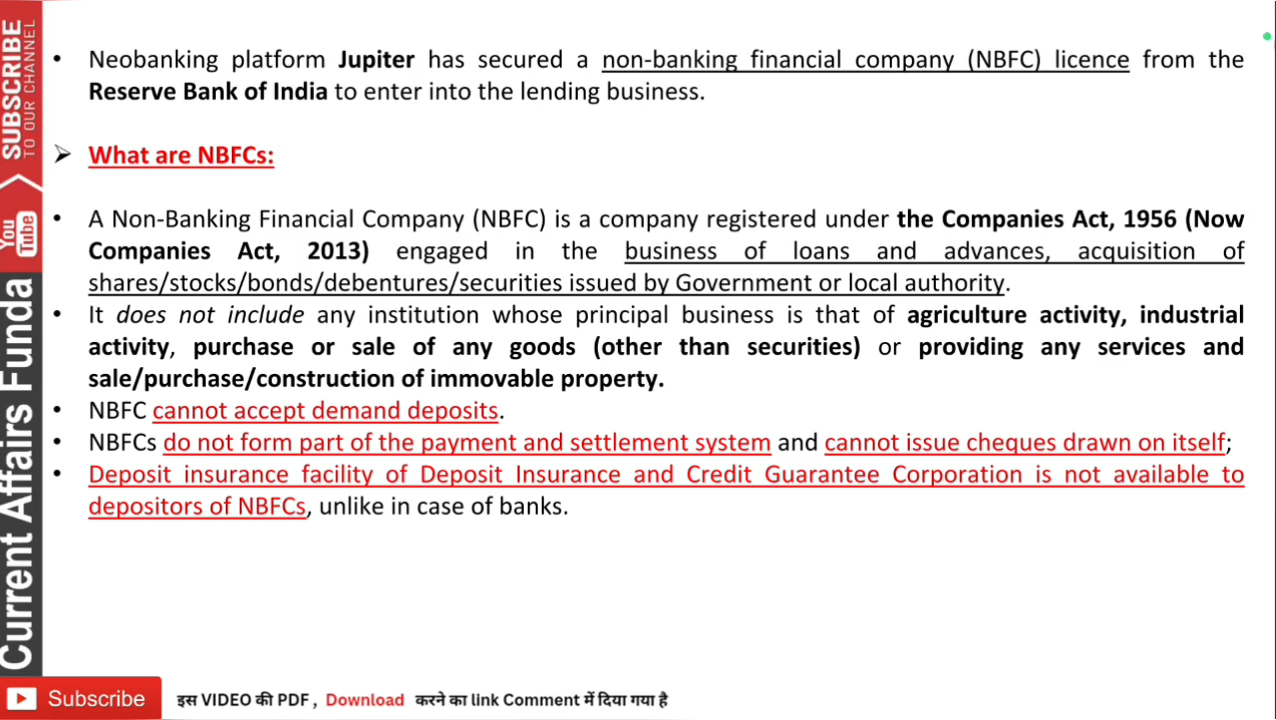 SUBSCRIBE
TO OUR CHANNEL
You
Tube
Current Affairs Funda
• Neobanking platform Jupiter has secured a non-banking financial company (NBFC) licence from the
Reserve Bank of India to enter into the lending business.
➢ What are NBFCs:
• A Non-Banking Financial Company (NBFC) is a company registered under the Companies Act, 1956 (Now
Companies Act, 2013) engaged in the business of loans and advances, acquisition of
shares/stocks/bonds/debentures/securities issued by Government or local authority.
• It does not include any institution whose principal business is that of agriculture activity, industrial
activity, purchase or sale of any goods (other than securities) or providing any services and
sale/purchase/construction of immovable property.
• NBFC cannot accept demand deposits.
• NBFCs do not form part of the payment and settlement system and cannot issue cheques drawn on itself;
• Deposit insurance facility of Deposit Insurance and Credit Guarantee Corporation is not available to
depositors of NBFCs, unlike in case of banks.
Subscribe
इस VIDEO की PDF , Download करने का link Comment में दिया गया है